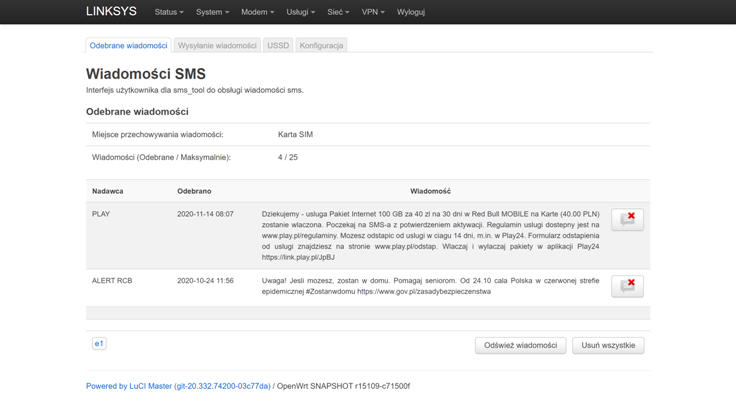 LINKSYS Status System Modem Usługi Sieć VPN Wyloguj
Odebrane wiadomości Wysyłanie wiadomości USSD Konfiguracja
Wiadomości SMS
Interfejs użytkownika dla sms_tool do obsługi wiadomości sms.
Odebrane wiadomości
Miejsce przechowywania wiadomości: Karta SIM
Wiadomości (Odebrane / Maksymalnie): 4 / 25
Nadawca Odebrano Wiadomość
PLAY 2020-11-14 08:07 Dziekujemy - usluga Pakiet Internet 100 GB za 40 zl na 30 dni w Red Bull MOBILE na Karte (40.00 PLN)
zostanie wlaczona. Poczekaj na SMS-a z potwierdzeniem aktywacji. Regulamin uslugi dostepny jest na
www.play.pl/regulaminy. Mozesz odstapic od uslugi w ciagu 14 dni, m.in. w Play24. Formularz odstapienia
od uslugi znajdziesz na stronie www.play.pl/odstap. Wlaczaj i wylaczaj pakiety w aplikacji Play24
https://link.play.pl/JpBJ
ALERT RCB 2020-10-24 11:56 Uwaga! Jesli mozesz, zostan w domu. Pomagaj seniorom. Od 24.10 cala Polska w czerwonej strefie
epidemicznej #Zostanwdomu https://www.gov.pl/zasadybezpieczenstwa
e1 Odśwież wiadomości Usuń wszystkie
Powered by LuCI Master (git-20.332.74200-03c77da) / OpenWrt SNAPSHOT r15109-c71500f